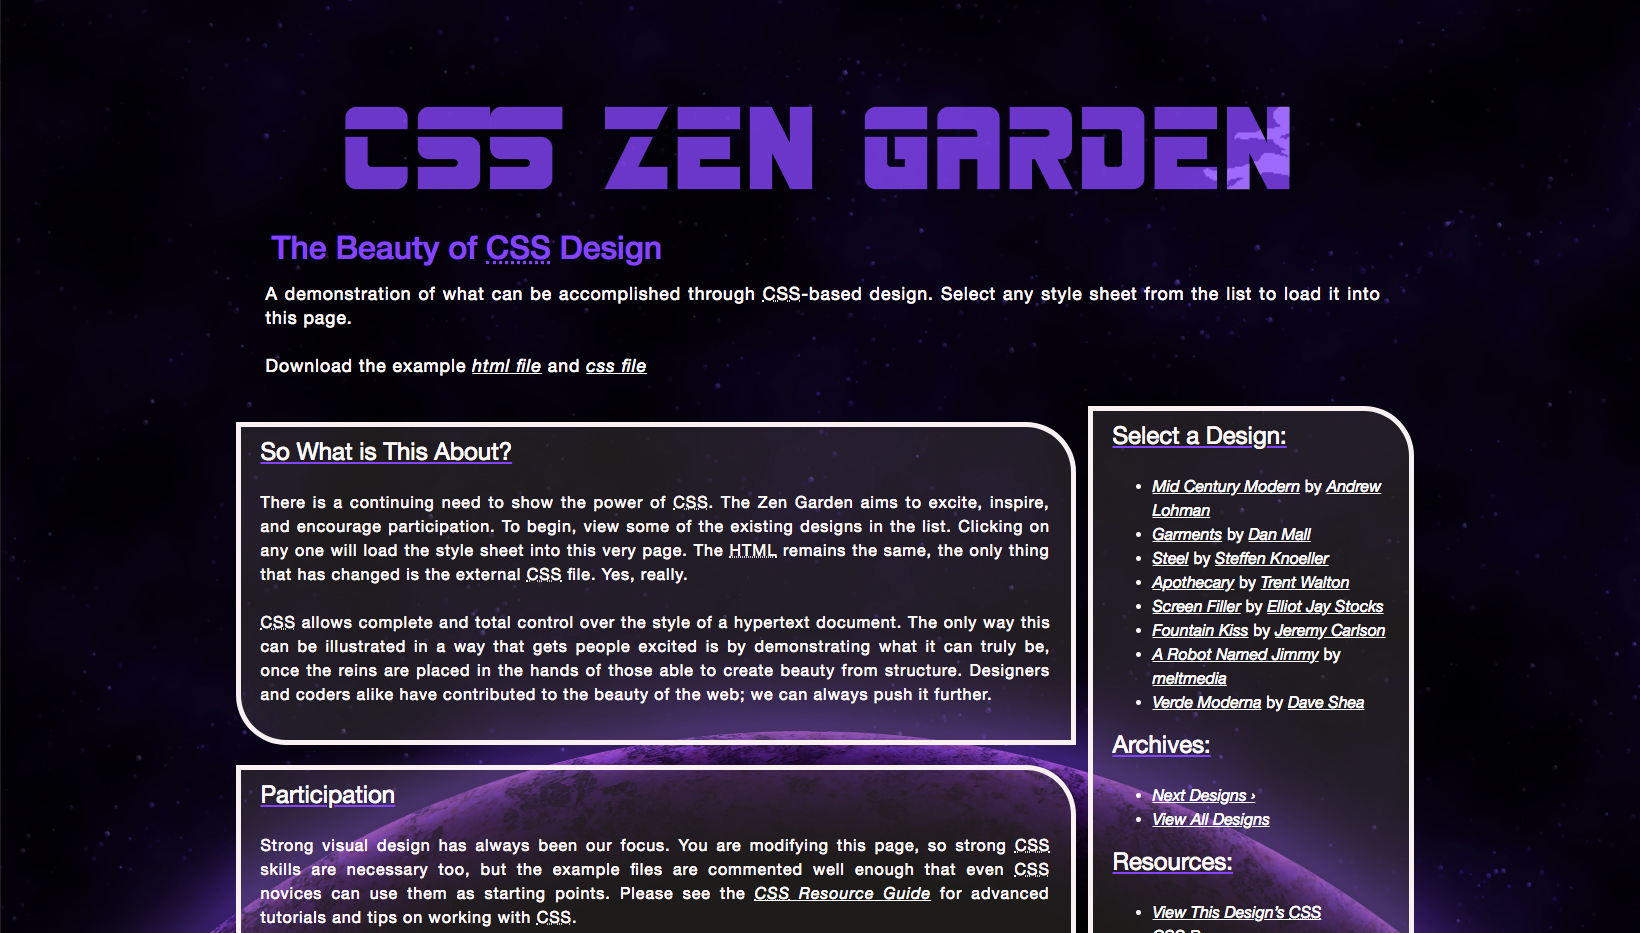 CSS ZEN GARDEN
The Beauty of CSS Design
A demonstration of what can be accomplished through CSS-based design. Select any style sheet from the list to load it into
this page.
Download the example html file and css file
So What is This About?
There is a continuing need to show the power of CSS. The Zen Garden aims to excite, inspire,
and encourage participation. To begin, view some of the existing designs in the list. Clicking on
any one will load the style sheet into this very page. The HTML remains the same, the only thing
that has changed is the external CSS file. Yes, really.
CSS allows complete and total control over the style of a hypertext document. The only way this
can be illustrated in a way that gets people excited is by demonstrating what it can truly be,
once the reins are placed in the hands of those able to create beauty from structure. Designers
and coders alike have contributed to the beauty of the web; we can always push it further.
Participation
Strong visual design has always been our focus. You are modifying this page, so strong CSS
skills are necessary too, but the example files are commented well enough that even CSS
novices can use them as starting points. Please see the CSS Resource Guide for advanced
tutorials and tips on working with CSS.
Select a Design:
• Mid Century Modern by Andrew
Lohman
• Garments by Dan Mall
• Steel by Steffen Knoeller
• Apothecary by Trent Walton
• Screen Filler by Elliot Jay Stocks
• Fountain Kiss by Jeremy Carlson
• A Robot Named Jimmy by
meltmedia
• Verde Moderna by Dave Shea
Archives:
• Next Designs ›
• View All Designs
Resources:
• View This Design’s CSS